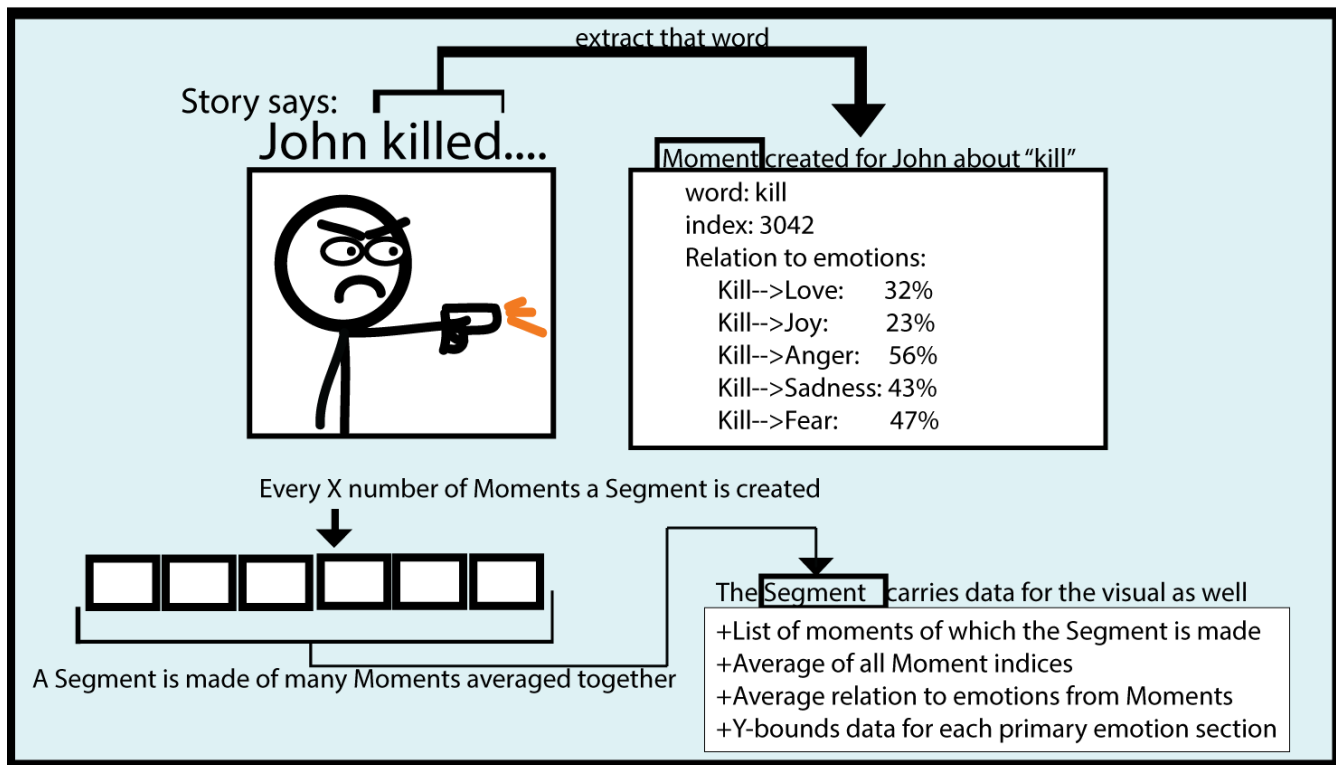 extract that word
Story says:
John killed....
Moment created for John about “kill”
word: kill
index: 3042
Relation to emotions:
Kill-->Love: 32%
Kill-->Joy: 23%
Kill-->Anger: 56%
Kill-->Sadness: 43%
Kill-->Fear: 47%
Every X number of Moments a Segment is created
A Segment is made of many Moments averaged together
The Segment carries data for the visual as well
+List of moments of which the Segment is made
+Average of all Moment indices
+Average relation to emotions from Moments
+Y-bounds data for each primary emotion section